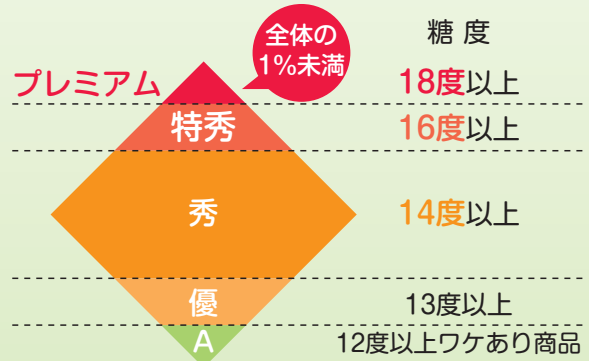 全体の
1%未満
糖度
プレミアム 18度以上
特秀 16度以上
秀 14度以上
優 13度以上
A 12度以上ワケあり商品